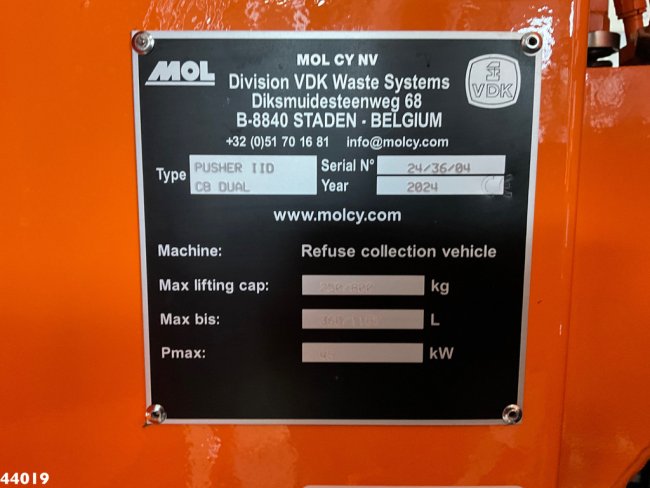 MOL
MOL CY NV
Division VDK Waste Systems
Diksmuidesteenweg 68
B-8840 STADEN - BELGIUM
+32 (0)51 70 16 81 info@molcy.com
VDK
Type PUSHER IID Serial N° 24/36/04
CB DUAL Year 2024 CE
www.molcy.com
Machine: Refuse collection vehicle
Max lifting cap: kg
Max bis: L
Pmax: 45 kW
44019